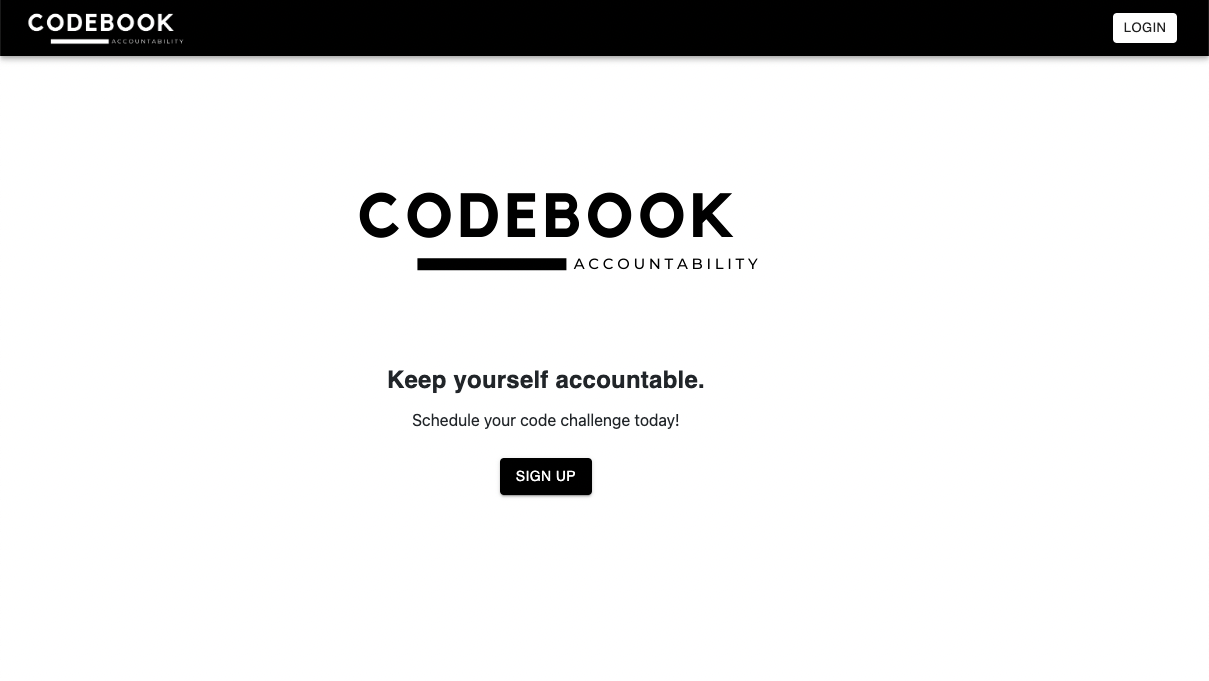 CODEBOOK
ACCOUNTABILITY
LOGIN
CODEBOOK
ACCOUNTABILITY
Keep yourself accountable.
Schedule your code challenge today!
SIGN UP